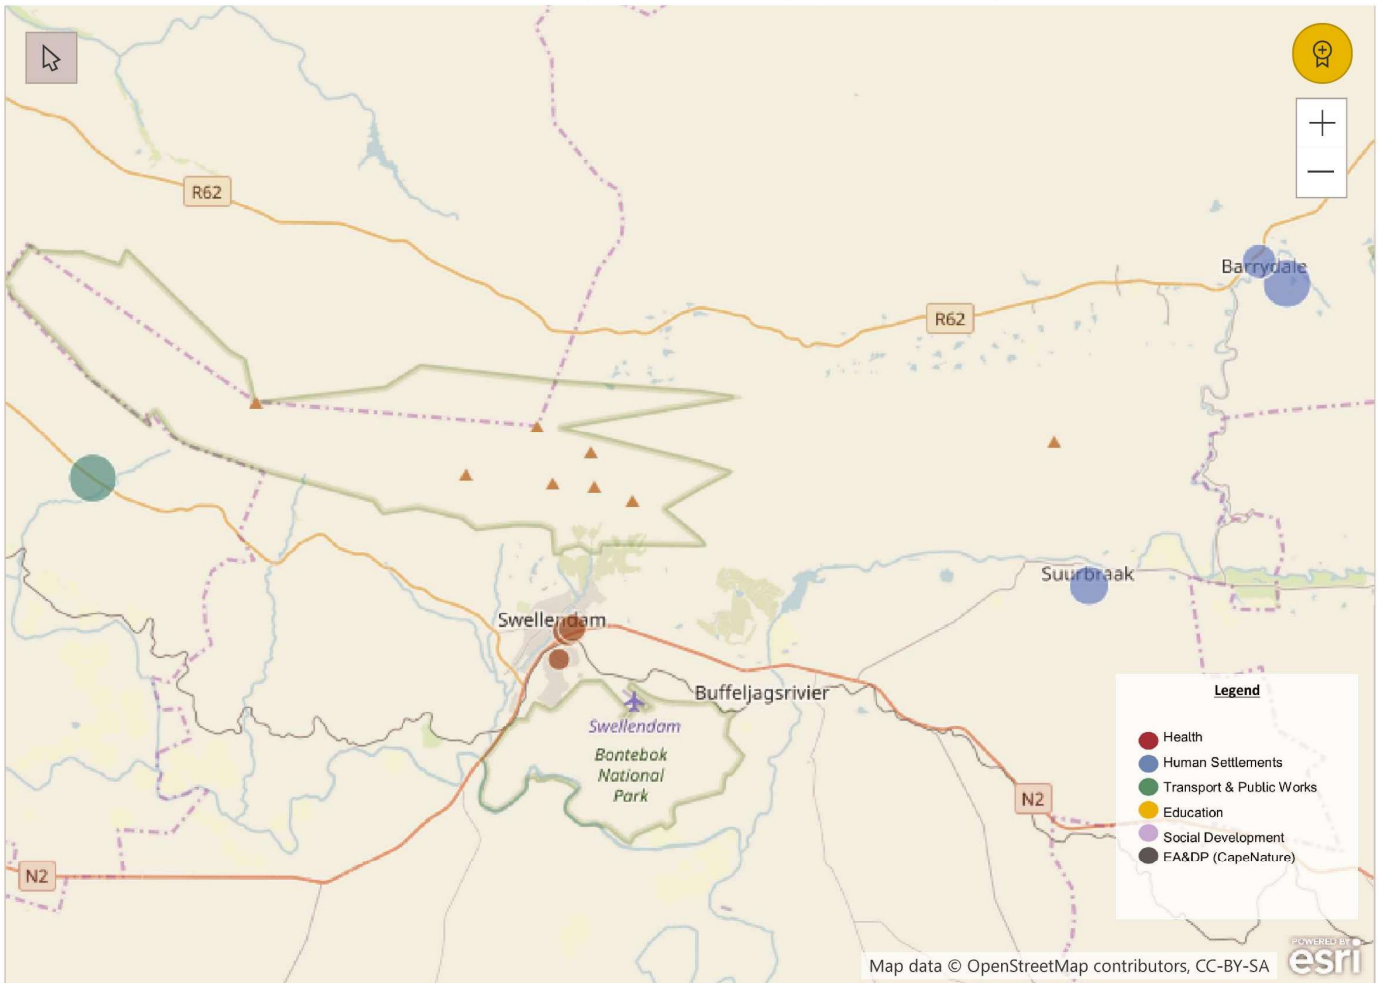 R62
Barrydale
R62
Suurbraak
Swellendam
Buffeljagsrivier
Swellendam
Bontebok
National
Park
N2
N2
Legend
Health
Human Settlements
Transport & Public Works
Education
Social Development
EA&DP (CapeNature)
Map data © OpenStreetMap contributors, CC-BY-SA
POWERED BY
esri